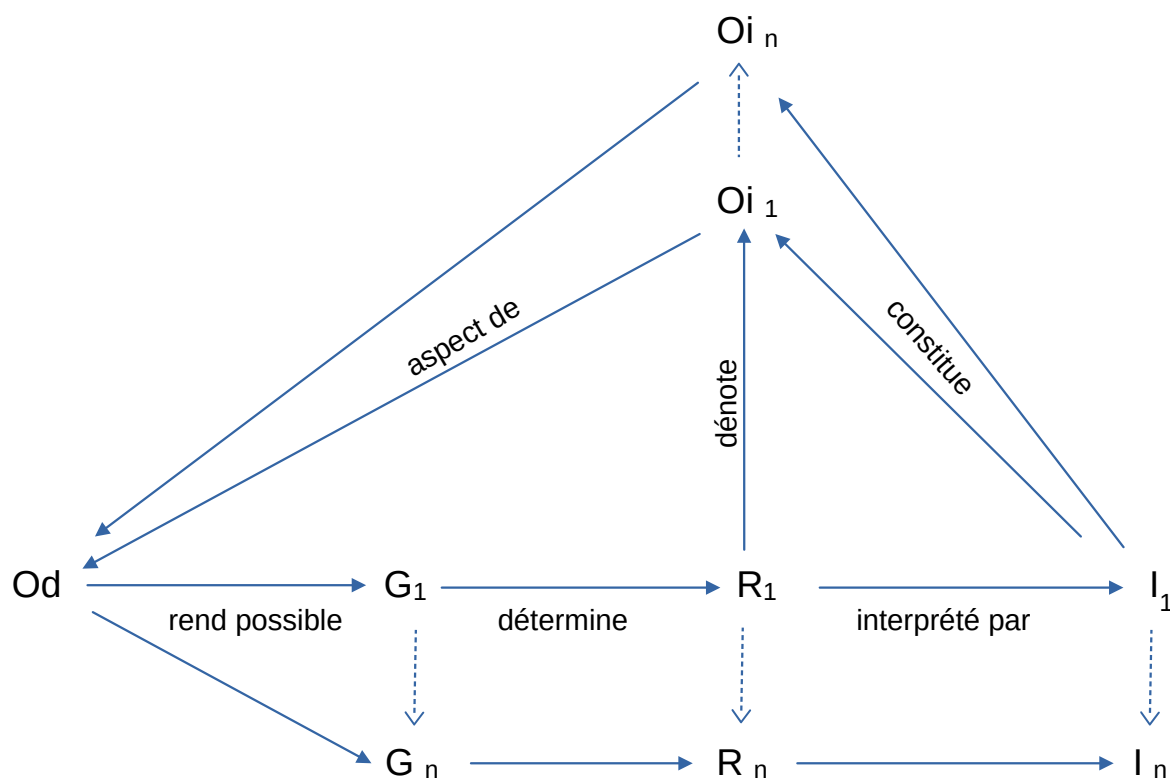 Oi n
Oi 1
aspect de
constitue
dénote
Od
G1
R1
I1
rend possible
détermine
interprété par
G n
R n
I n